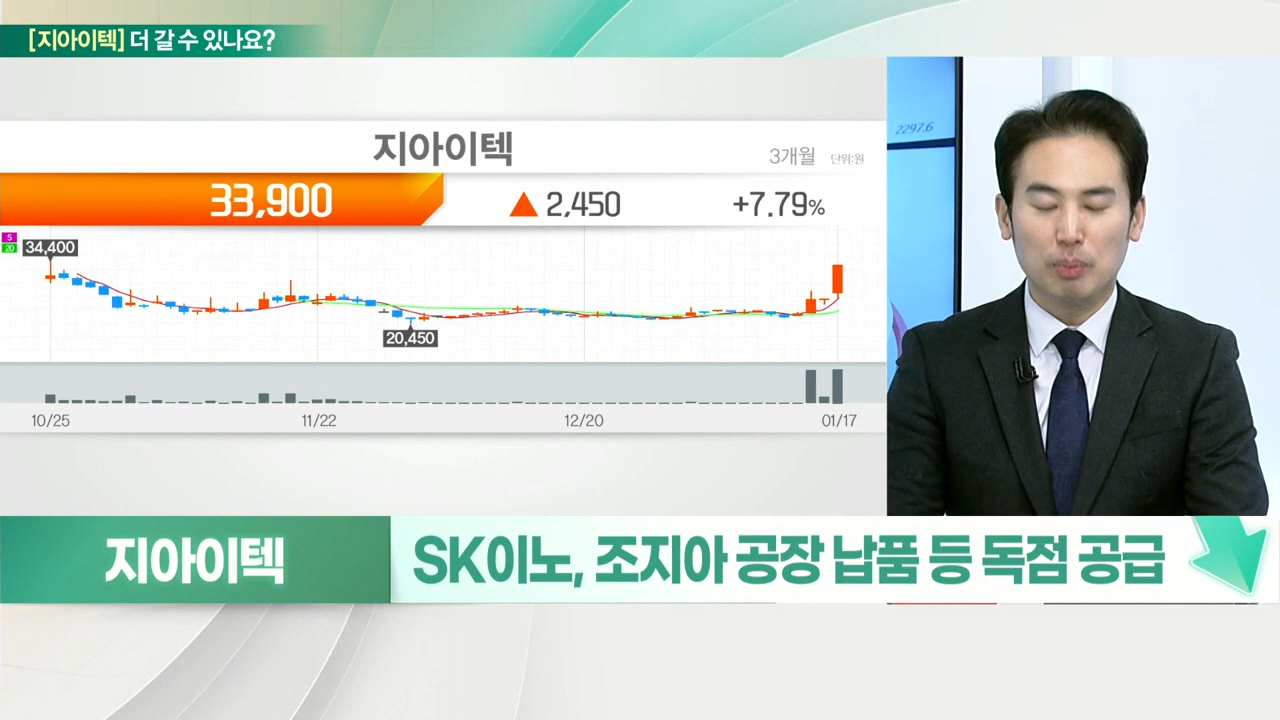 [지아이텍] 더 갈 수 있나요?
2297.6
지아이텍
3개월 단위:원
33,900 ▲ 2,450 +7.79%
5
20
34,400
20,450
10/25 11/22 12/20 01/17
지아이텍
SK이노, 조지아 공장 납품 등 독점 공급